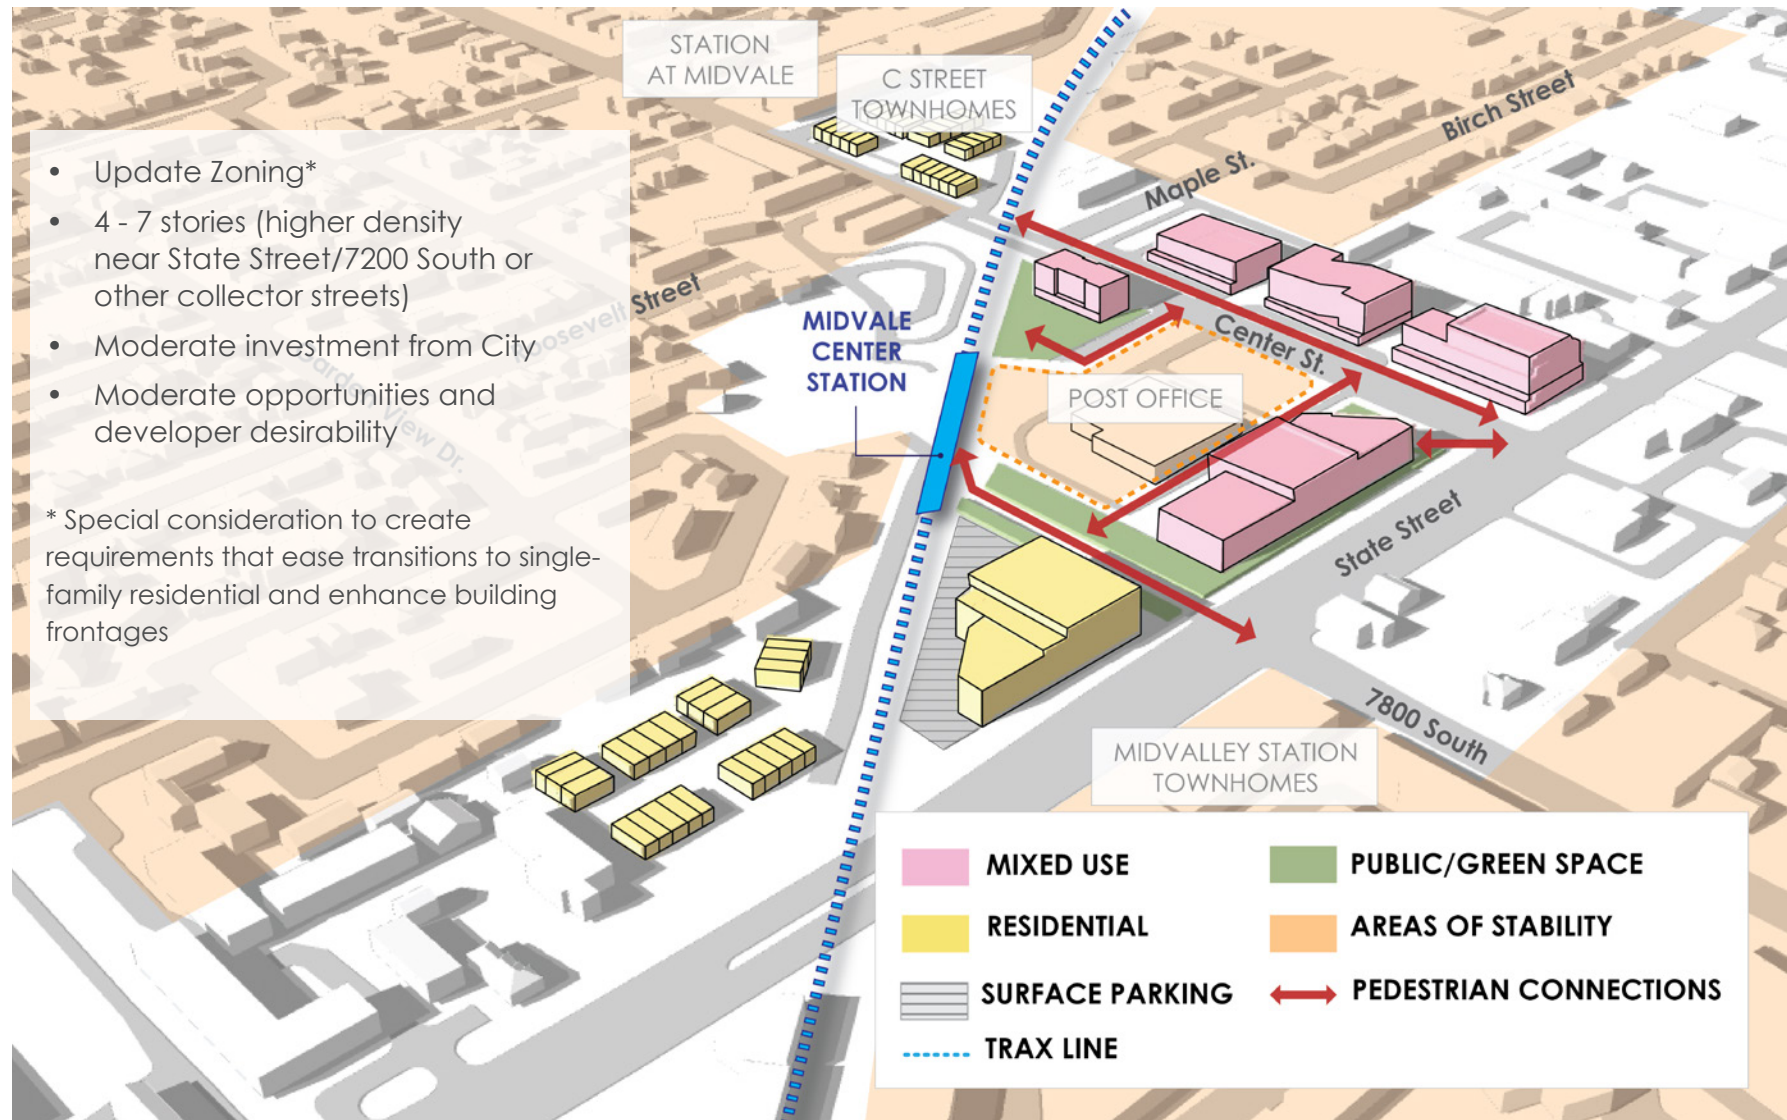 STATION
AT MIDVALE
C STREET
TOWNHOMES
Birch Street
Maple St.
• Update Zoning*
• 4 - 7 stories (higher density
near State Street/7200 South or
other collector streets)
• Moderate investment from City
• Moderate opportunities and
developer desirability
* Special consideration to create
requirements that ease transitions to single-
family residential and enhance building
frontages
Street
View Dr.
MIDVALE
CENTER
STATION
Center St.
POST OFFICE
State Street
7800 South
MIDVALLEY STATION
TOWNHOMES
MIXED USE
PUBLIC/GREEN SPACE
RESIDENTIAL
AREAS OF STABILITY
SURFACE PARKING
PEDESTRIAN CONNECTIONS
TRAX LINE